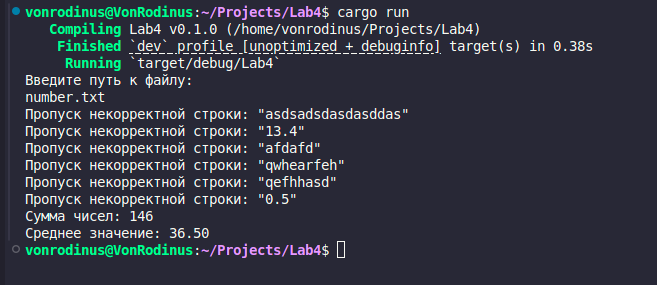 vonrodinus@VonRodinus:~/Projects/Lab4$ cargo run
Compiling Lab4 v0.1.0 (/home/vonrodinus/Projects/Lab4)
Finished `dev` profile [unoptimized + debuginfo] target(s) in 0.38s
Running `target/debug/Lab4`
Введите путь к файлу:
number.txt
Пропуск некорректной строки: "asdsadsdasdasddas"
Пропуск некорректной строки: "13.4"
Пропуск некорректной строки: "afdafd"
Пропуск некорректной строки: "qwhearfeh"
Пропуск некорректной строки: "qefhhasd"
Пропуск некорректной строки: "0.5"
Сумма чисел: 146
Среднее значение: 36.50
vonrodinus@VonRodinus:~/Projects/Lab4$